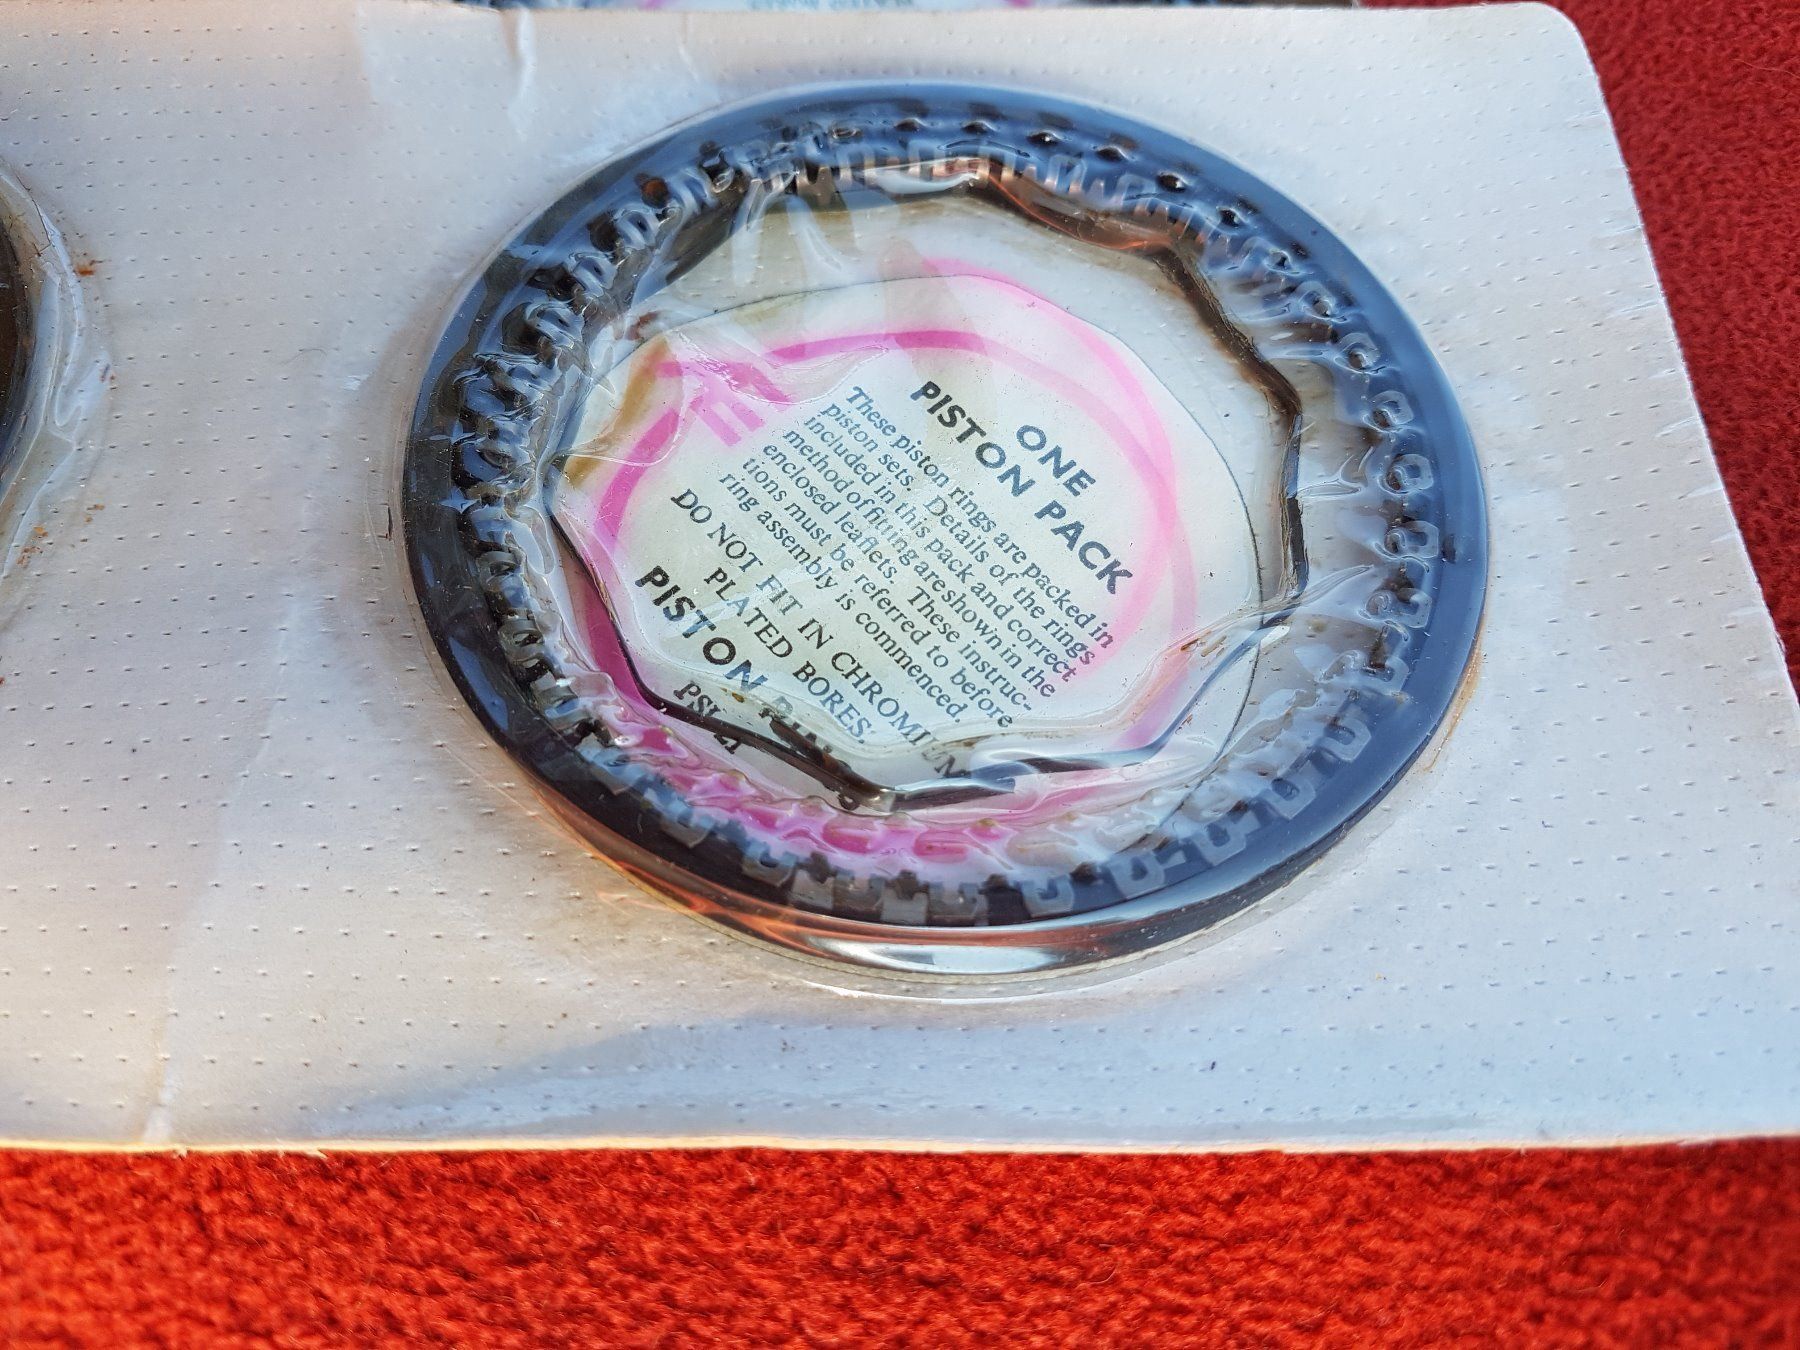 ONE
PISTON PACK
These piston rings are packed in
piston sets. Details of the rings
included in this pack and correct
method of fitting are shown in the
enclosed leaflets. These instruc-
tions must be referred to before
ring assembly is commenced.
DO NOT FIT IN CHROMIUM
PLATED BORES.
PISTON RINGS